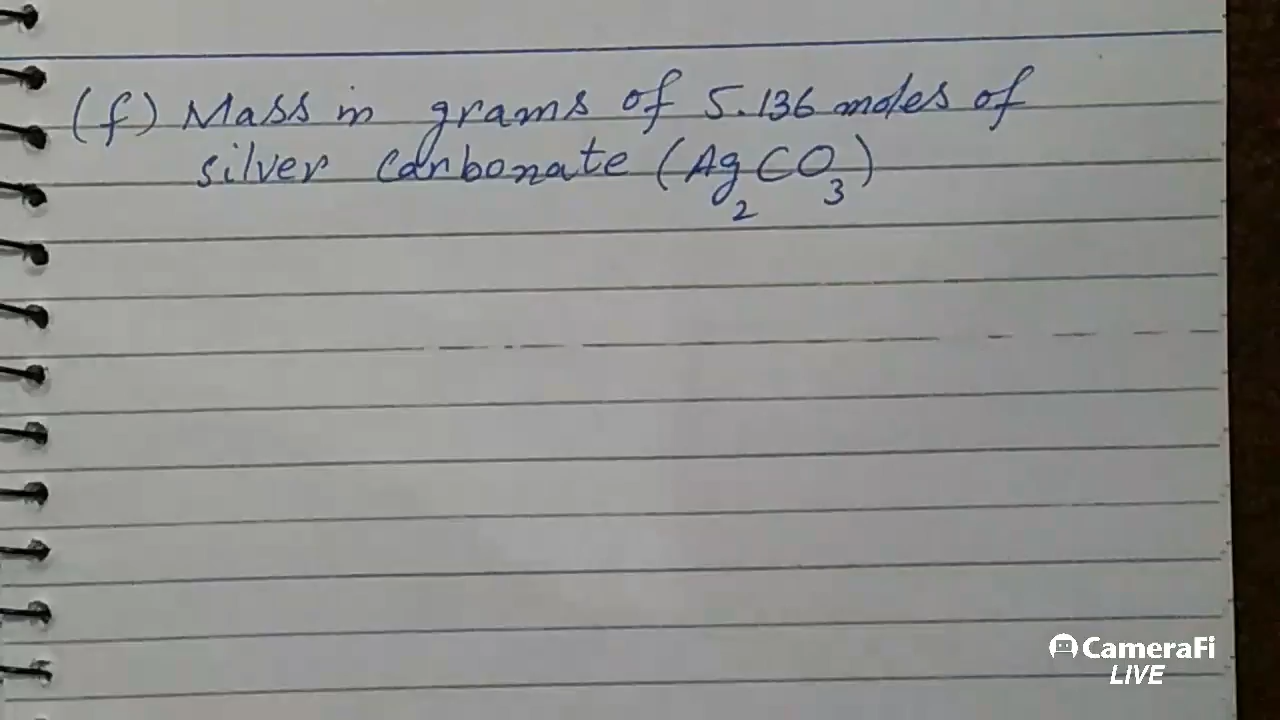 (f) Mass in grams of 5.136 moles of
silver carbonate (Ag₂CO₃)
CameraFi
LIVE